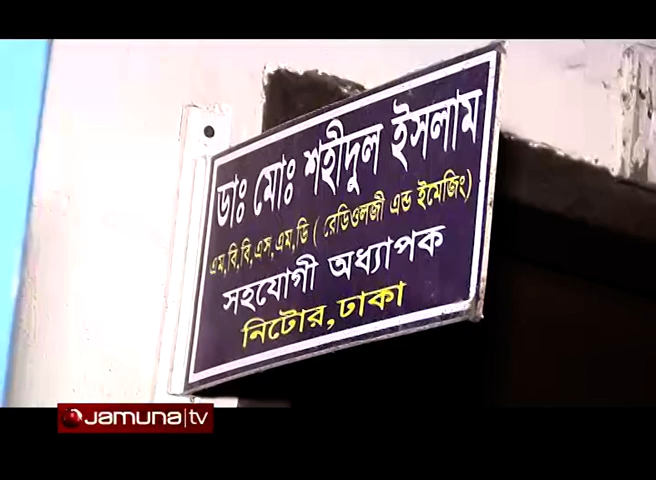 ডাঃ মোঃ শহীদুল ইসলাম
এম,বি,বি,এস,এম,ডি ( রেডিওলজী এন্ড ইমেজিং)
সহযোগী অধ্যাপক
নিটোর,ঢাকা
JAMUNA|tv